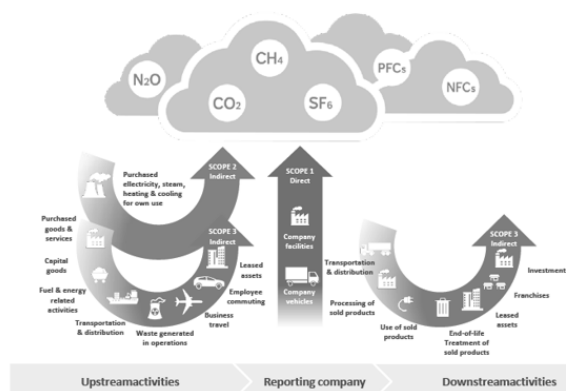 N2O
CH4
PFCs
NFCs
CO2
SF6
SCOPE 2
Indirect
Purchased
ellectricity, steam,
heating & cooling
for own use
SCOPE 1
Direct
Company
facilities
Company
vehicles
Purchased
goods &
services
Capital
goods
Fuel & energy
related
activities
Transportation
& distribution
Waste generated
in operations
Business
travel
Employee
commuting
Leased
assets
SCOPE 3
Indirect
Transportation
& distribution
Processing of
sold products
Use of sold
products
End-of-life
Treatment of
sold products
Leased
assets
Franchises
Investment
SCOPE 3
Indirect
Upstreamactivities
Reporting company
Downstreamactivities